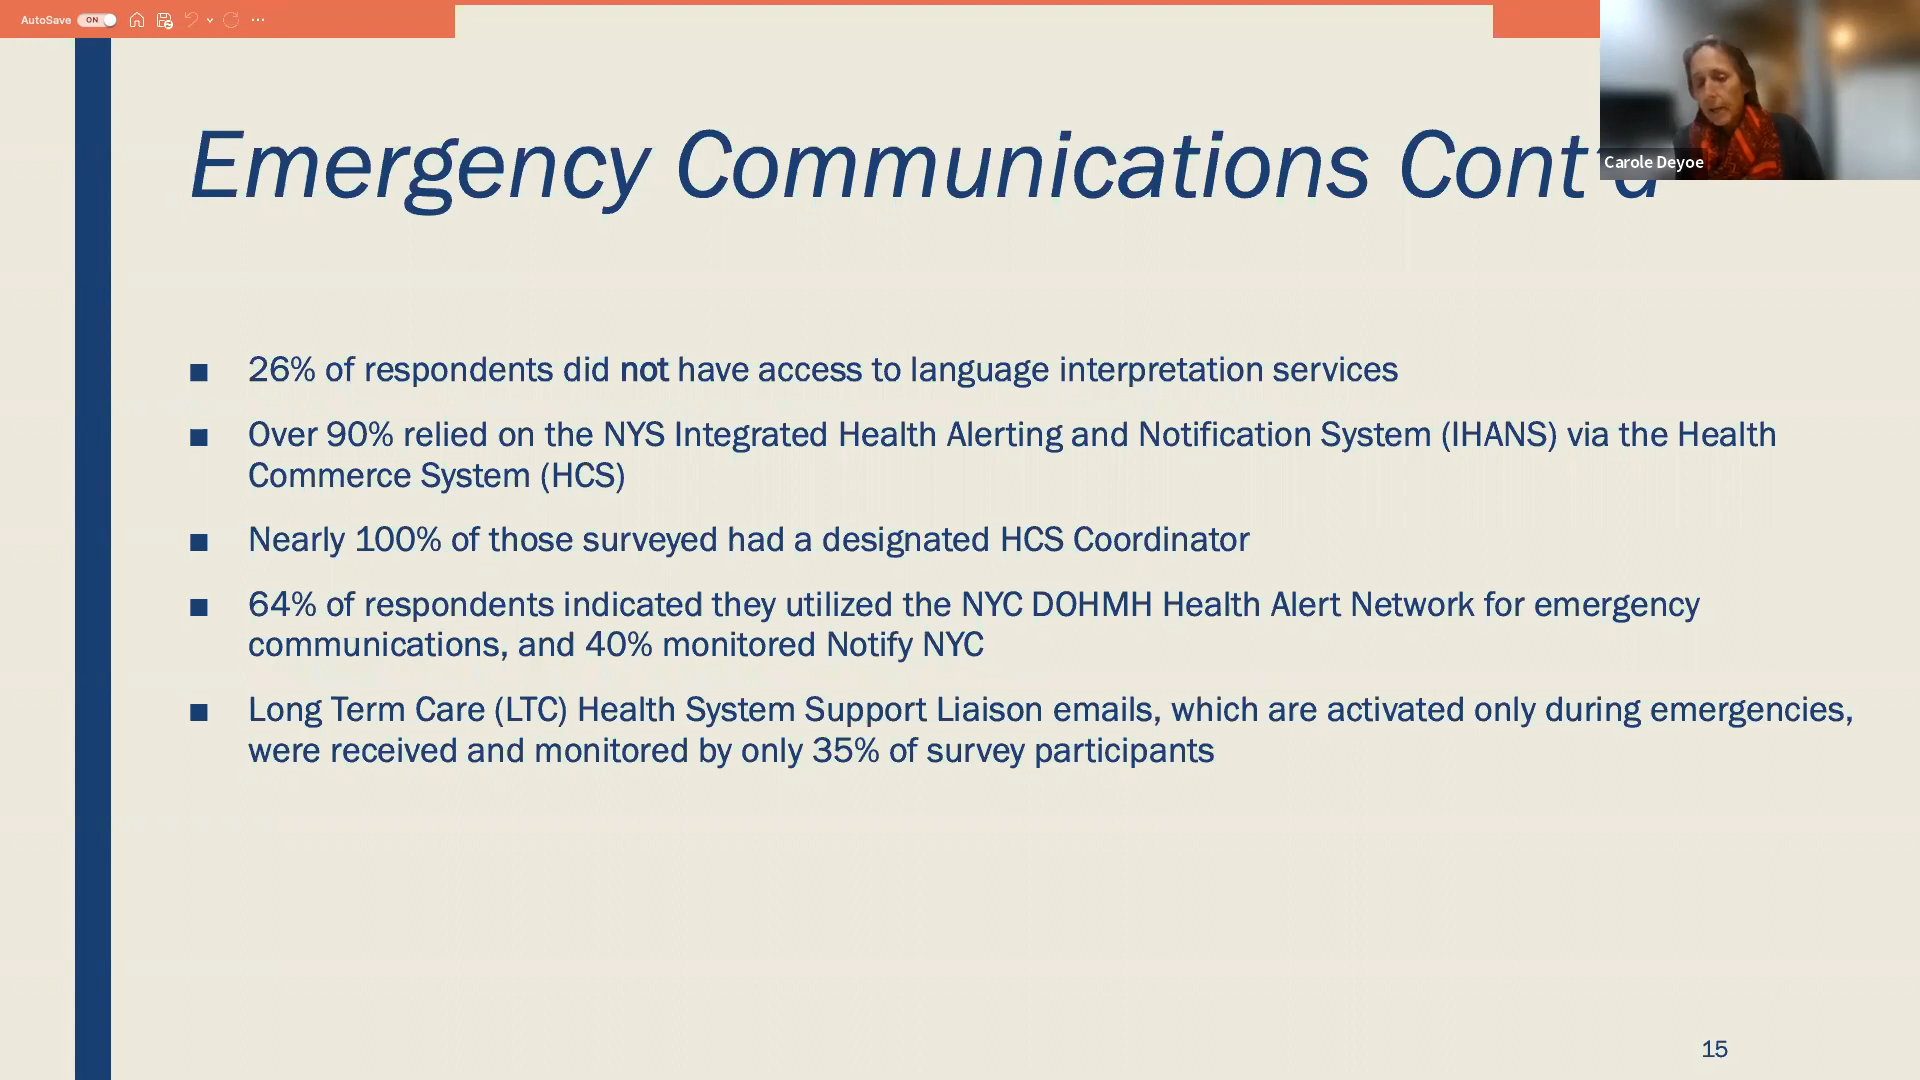 AutoSave ON
Emergency Communications Cont'd
Carole Deyoe
■ 26% of respondents did not have access to language interpretation services
■ Over 90% relied on the NYS Integrated Health Alerting and Notification System (IHANS) via the Health
Commerce System (HCS)
■ Nearly 100% of those surveyed had a designated HCS Coordinator
■ 64% of respondents indicated they utilized the NYC DOHMH Health Alert Network for emergency
communications, and 40% monitored Notify NYC
■ Long Term Care (LTC) Health System Support Liaison emails, which are activated only during emergencies,
were received and monitored by only 35% of survey participants
15